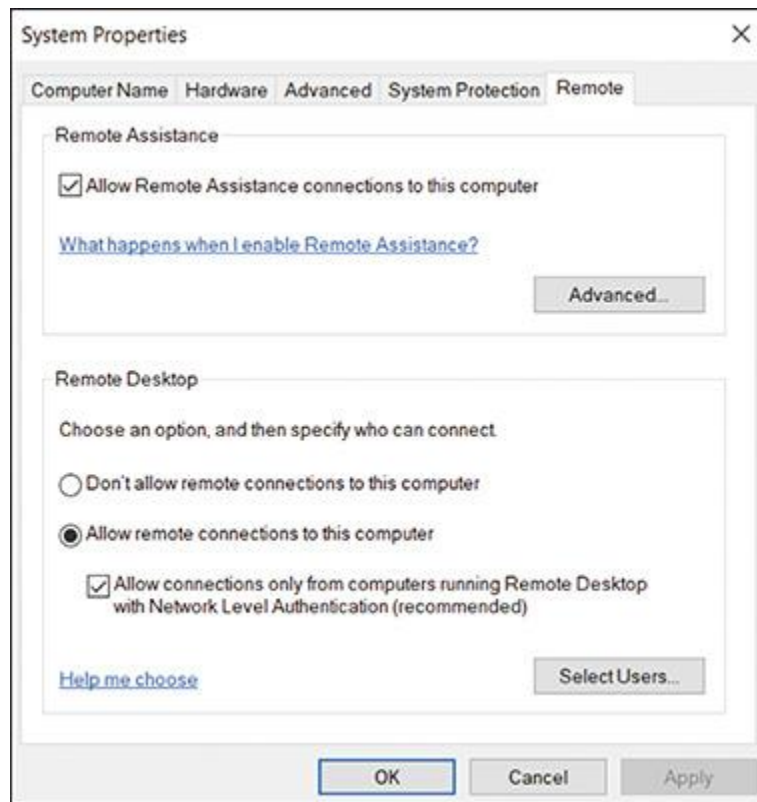 System Properties
Computer Name Hardware Advanced System Protection Remote
Remote Assistance
Allow Remote Assistance connections to this computer
What happens when I enable Remote Assistance?
Advanced...
Remote Desktop
Choose an option, and then specify who can connect.
Don't allow remote connections to this computer
Allow remote connections to this computer
Allow connections only from computers running Remote Desktop
with Network Level Authentication (recommended)
Help me choose
Select Users...
OK Cancel Apply